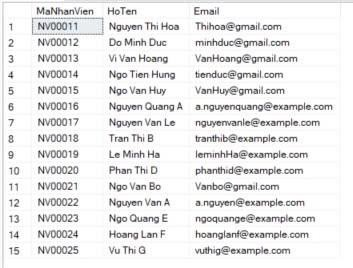 MaNhanVien HoTen Email
1 NV00011 Nguyen Thi Hoa Thihoa@gmail.com
2 NV00012 Do Minh Duc minhduc@gmail.com
3 NV00013 Vi Van Hoang VanHoang@gmail.com
4 NV00014 Ngo Tien Hung tienduc@gmail.com
5 NV00015 Ngo Van Huy VanHuy@gmail.com
6 NV00016 Nguyen Quang A a.nguyenquang@example.com
7 NV00017 Nguyen Van Le nguyenvanle@example.com
8 NV00018 Tran Thi B tranthib@example.com
9 NV00019 Le Minh Ha leminhHa@example.com
10 NV00020 Phan Thi D phanthid@example.com
11 NV00021 Ngo Van Bo Vanbo@gmail.com
12 NV00022 Nguyen Van A a.nguyen@example.com
13 NV00023 Ngo Quang E ngoquange@example.com
14 NV00024 Hoang Lan F hoanglanf@example.com
15 NV00025 Vu Thi G vuthig@example.com